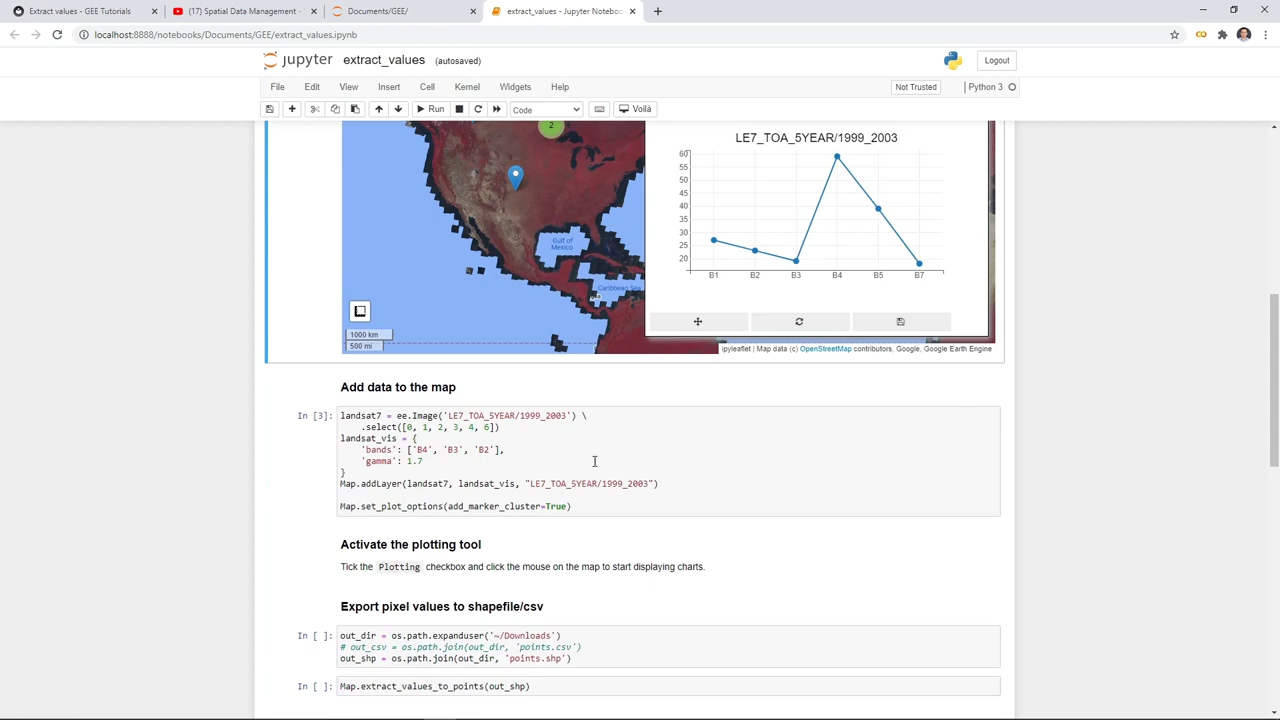 Extract values - GEE Tutorials
(17) Spatial Data Management -
Documents/GEE/
extract_values - Jupyter Noteboo
localhost:8888/notebooks/Documents/GEE/extract_values.ipynb
jupyter extract_values (autosaved)
Logout
File Edit View Insert Cell Kernel Widgets Help
Not Trusted Python 3
Run Code Voilà
2
LE7_TOA_5YEAR/1999_2003
60
55
50
45
40
35
30
25
20
B1 B2 B3 B4 B5 B7
Gulf of
Mexico
Caribbean Sea
1000 km
500 mi
ipyleaflet | Map data (c) OpenStreetMap contributors, Google, Google Earth Engine
Add data to the map
In [3]: landsat7 = ee.Image('LE7_TOA_5YEAR/1999_2003') \
.select([0, 1, 2, 3, 4, 6])
landsat_vis = {
'bands': ['B4', 'B3', 'B2'],
'gamma': 1.7
}
Map.addLayer(landsat7, landsat_vis, "LE7_TOA_5YEAR/1999_2003")
Map.set_plot_options(add_marker_cluster=True)
Activate the plotting tool
Tick the Plotting checkbox and click the mouse on the map to start displaying charts.
Export pixel values to shapefile/csv
In [ ]: out_dir = os.path.expanduser('~/Downloads')
# out_csv = os.path.join(out_dir, 'points.csv')
out_shp = os.path.join(out_dir, 'points.shp')
In [ ]: Map.extract_values_to_points(out_shp)